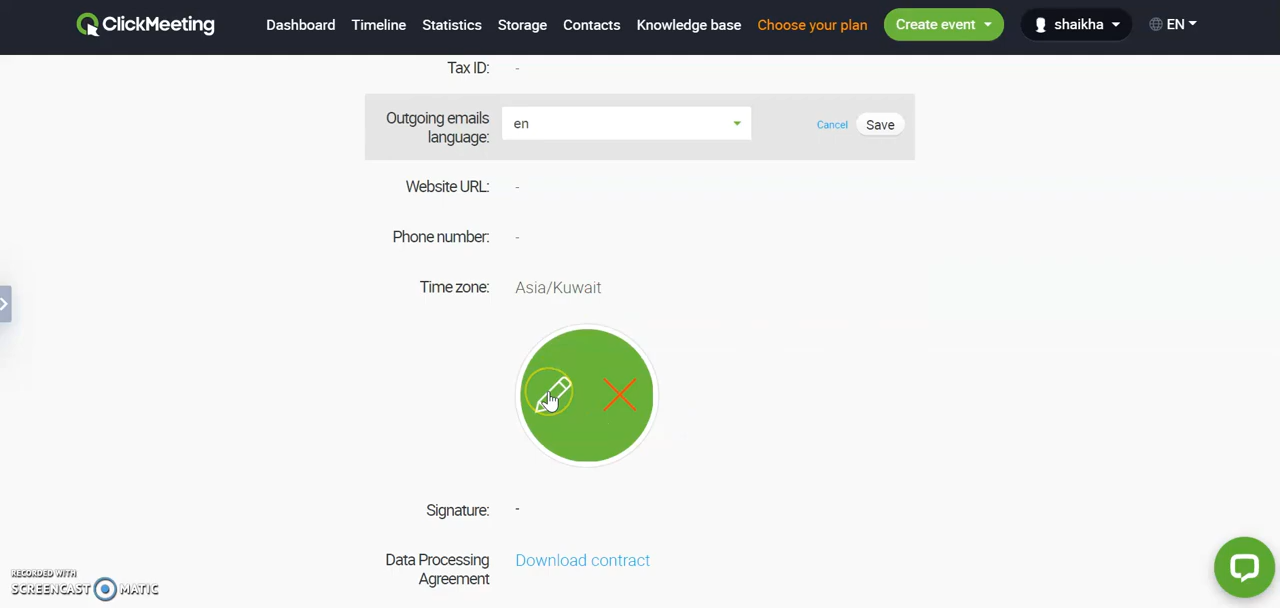 ClickMeeting Dashboard Timeline Statistics Storage Contacts Knowledge base Choose your plan Create event shaikha EN
Tax ID: -
Outgoing emails
language:
en
Cancel Save
Website URL: -
Phone number: -
Time zone: Asia/Kuwait
Signature: -
Data Processing
Agreement
Download contract
RECORDED WITH
SCREENCAST MATIC